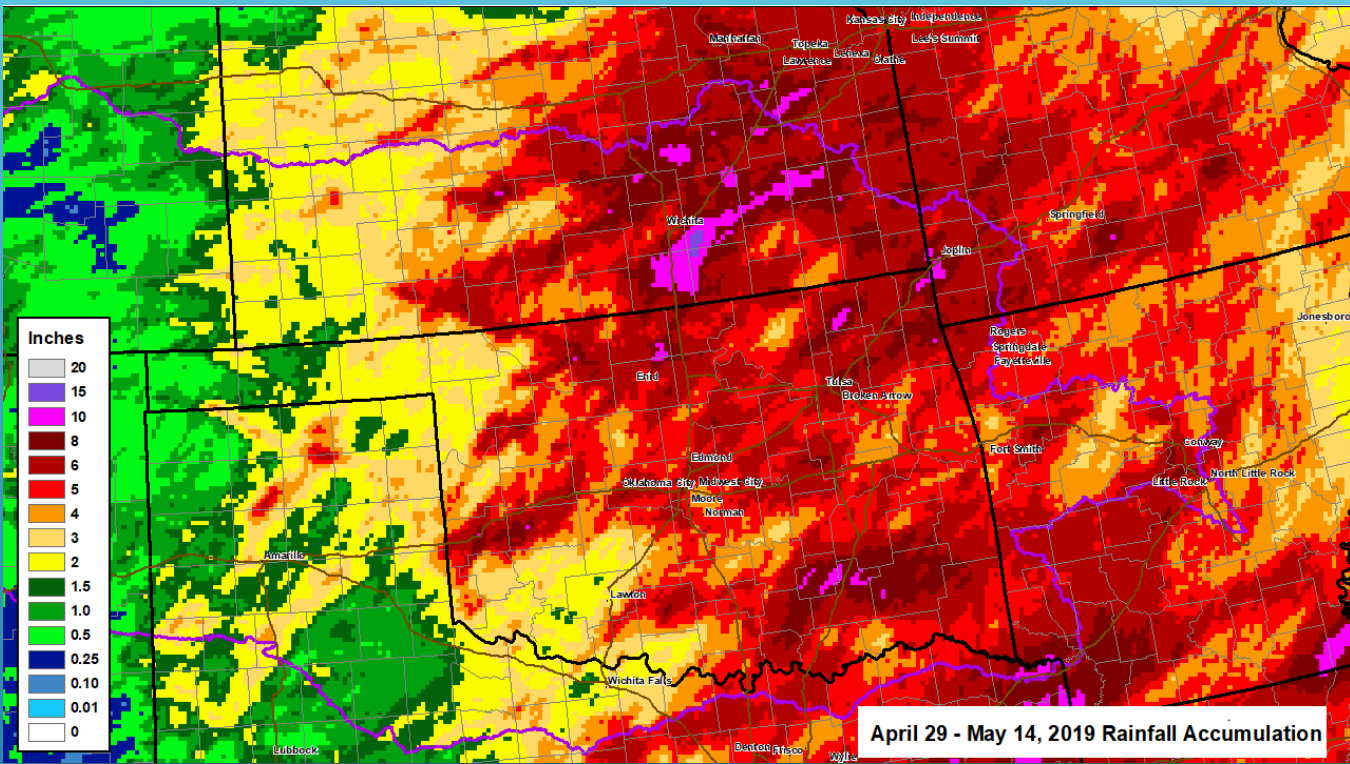 Kansas City
Independence
Manhattan
Topeka
Lee's Summit
Lawrence
Lenexa
Olathe
Wichita
Springfield
Joplin
Jonesboro
Rogers
Springdale
Fayetteville
Enid
Tulsa
Broken Arrow
Edmond
Fort Smith
Conway
Oklahoma City
Midwest City
Little Rock
North Little Rock
Moore
Norman
Amarillo
Lawton
Wichita Falls
Lubbock
Denton
Frisco
Wylie
Inches
20
15
10
8
6
5
4
3
2
1.5
1.0
0.5
0.25
0.10
0.01
0
April 29 - May 14, 2019 Rainfall Accumulation